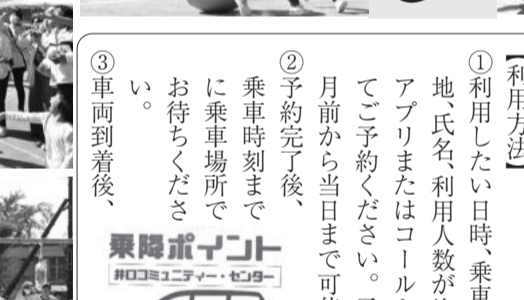 【利用方法】
①利用したい日時、乗車
地、氏名、利用人数が
アプリまたはコール
てご予約ください。
月前から当日まで可能
②予約完了後、
乗車時刻まで
に乗車場所で
お待ちくださ
い。
③車両到着後、
乗降ポイント
井口コミュニティー・センター